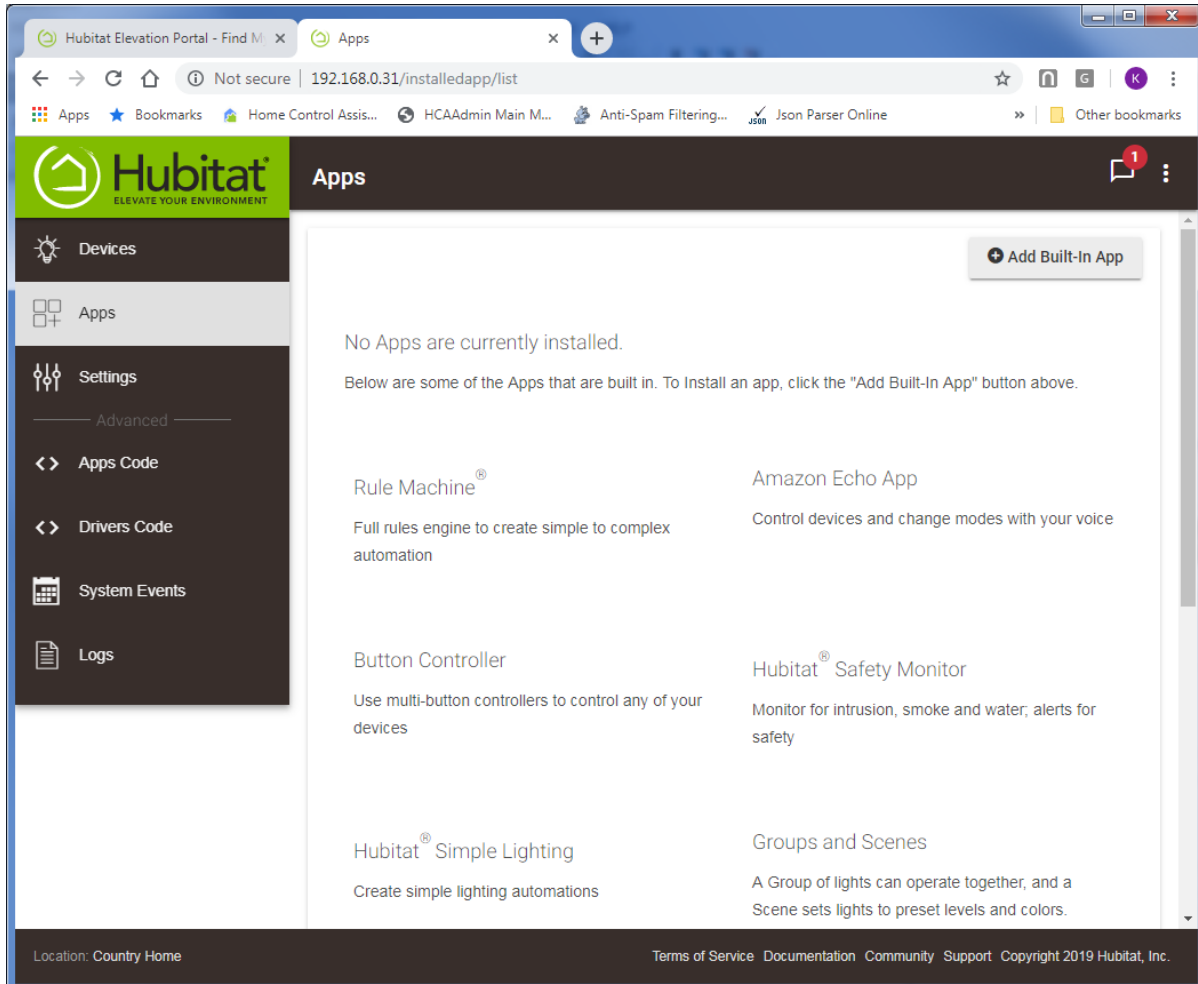 Hubitat Elevation Portal - Find M
Apps
Not secure | 192.168.0.31/installedapp/list
G
K
Apps
Bookmarks
Home Control Assis...
HCAAdmin Main M...
Anti-Spam Filtering...
Json
Json Parser Online
»
Other bookmarks
Hubitat®
ELEVATE YOUR ENVIRONMENT
Apps
1
Devices
Apps
Settings
Advanced
Apps Code
Drivers Code
System Events
Logs
Add Built-In App
No Apps are currently installed.
Below are some of the Apps that are built in. To Install an app, click the "Add Built-In App" button above.
Rule Machine®
Full rules engine to create simple to complex
automation
Amazon Echo App
Control devices and change modes with your voice
Button Controller
Use multi-button controllers to control any of your
devices
Hubitat® Safety Monitor
Monitor for intrusion, smoke and water; alerts for
safety
Hubitat® Simple Lighting
Create simple lighting automations
Groups and Scenes
A Group of lights can operate together, and a
Scene sets lights to preset levels and colors.
Location: Country Home
Terms of Service Documentation Community Support Copyright 2019 Hubitat, Inc.